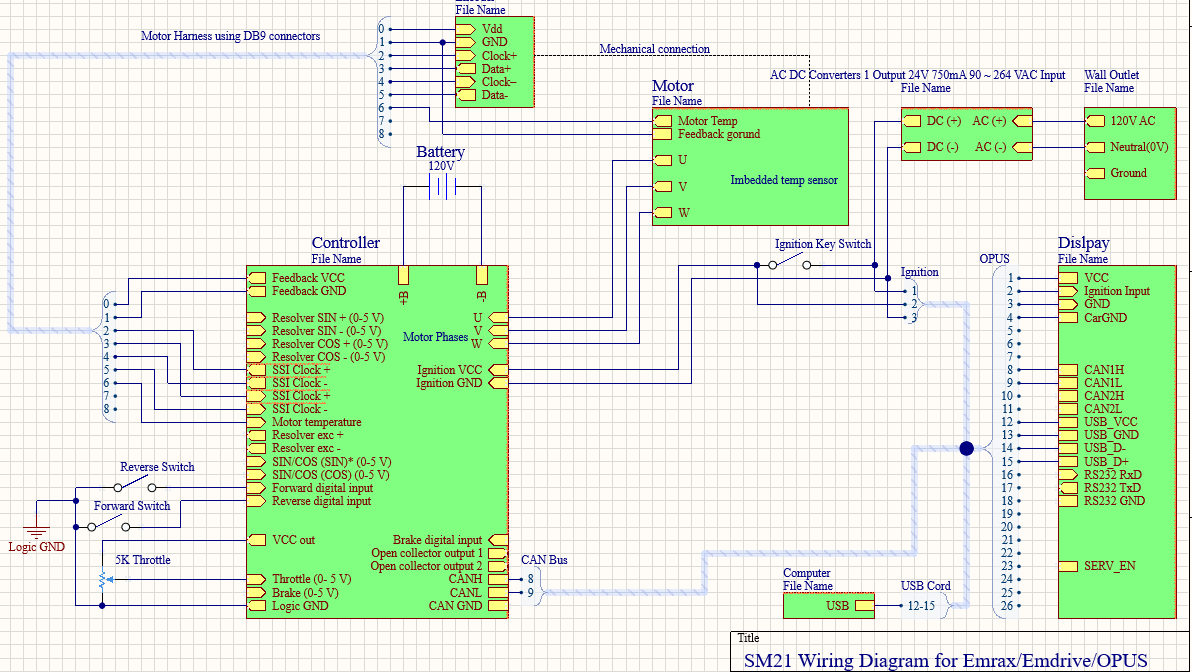 File Name
Motor Harness using DB9 connectors
0
1
2
3
4
5
6
7
8
Vdd
GND
Clock+
Data+
Clock-
Data-
Mechanical connection
Motor
File Name
Motor Temp
Feedback gorund
U
V
W
Imbedded temp sensor
AC DC Converters 1 Output 24V 750mA 90 ~ 264 VAC Input
File Name
DC (+) AC (+)
DC (-) AC (-)
Wall Outlet
File Name
120V AC
Neutral(0V)
Ground
Battery
120V
Controller
File Name
+B
-B
Feedback VCC
Feedback GND
Resolver SIN + (0-5 V)
Resolver SIN - (0-5 V)
Resolver COS + (0-5 V)
Resolver COS - (0-5 V)
SSI Clock +
SSI Clock -
SSI Clock +
SSI Clock -
Motor temperature
Resolver exc +
Resolver exc -
SIN/COS (SIN)* (0-5 V)
SIN/COS (COS) (0-5 V)
Forward digital input
Reverse digital input
VCC out
Throttle (0- 5 V)
Brake (0-5 V)
Logic GND
U
Motor Phases
V
W
Ignition VCC
Ignition GND
Brake digital input
Open collector output 1
Open collector output 2
CANH
CANL
CAN GND
0
1
2
3
4
5
6
7
8
Reverse Switch
Forward Switch
Logic GND
5K Throttle
CAN Bus
8
9
Ignition Key Switch
Ignition
1
2
3
OPUS
1
2
3
4
5
6
7
8
9
10
11
12
13
14
15
16
17
18
19
20
21
22
23
24
25
26
Dislpay
File Name
VCC
Ignition Input
GND
CarGND
CAN1H
CAN1L
CAN2H
CAN2L
USB_VCC
USB_GND
USB_D-
USB_D+
RS232 RxD
RS232 TxD
RS232 GND
SERV_EN
Computer
File Name
USB
USB Cord
12-15
Title
SM21 Wiring Diagram for Emrax/Emdrive/OPUS